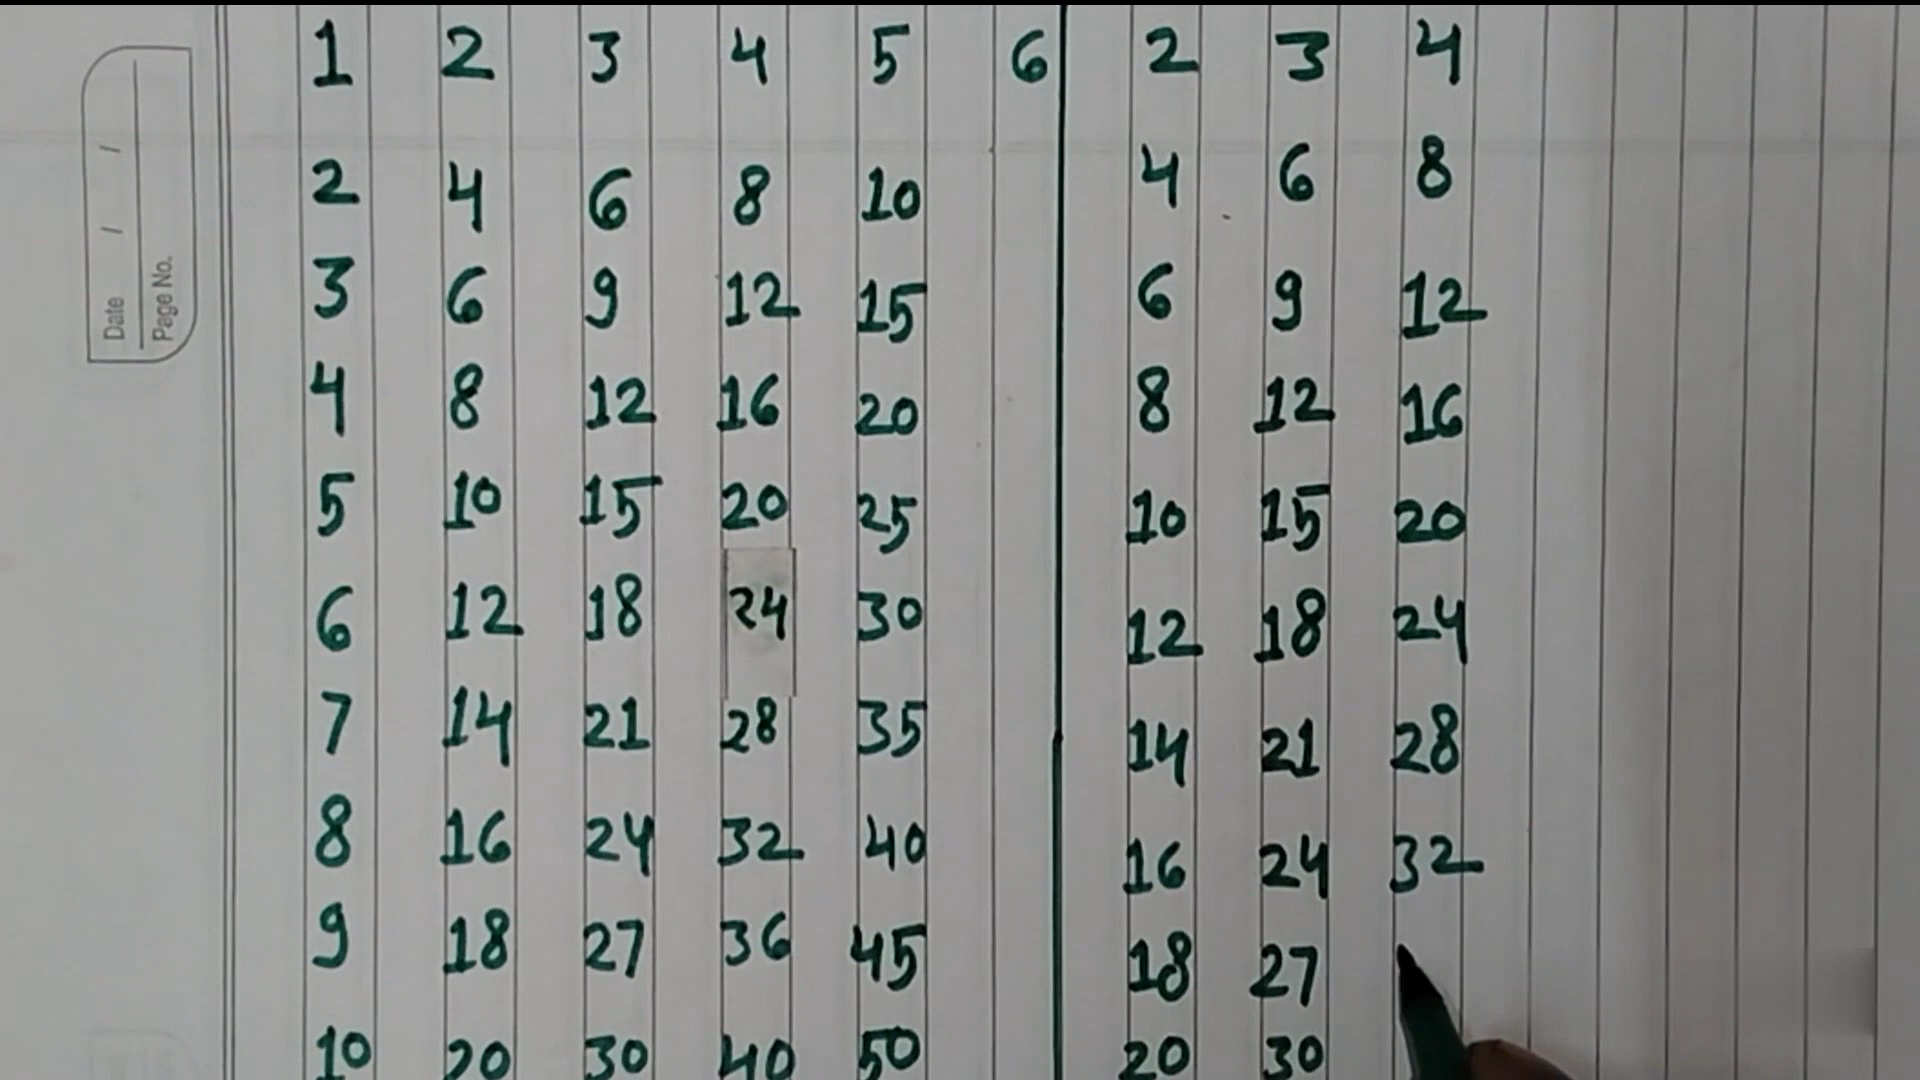 1 2 3 4 5 6 2 3 4
2 4 6 8 10 4 6 8
3 6 9 12 15 6 9 12
4 8 12 16 20 8 12 16
5 10 15 20 25 10 15 20
6 12 18 24 30 12 18 24
7 14 21 28 35 14 21 28
8 16 24 32 40 16 24 32
9 18 27 36 45 18 27
10 20 30 40 50 20 30
Date / /
Page No.